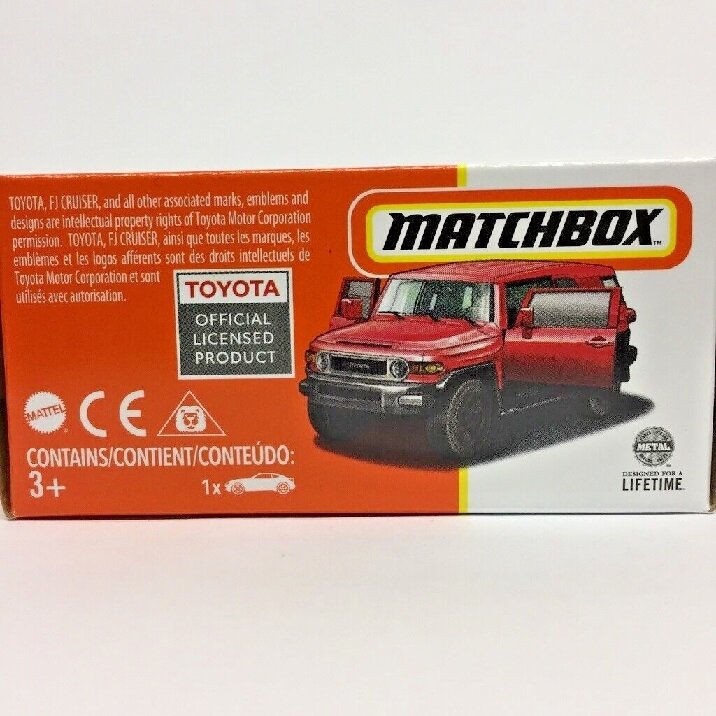 TOYOTA, FJ CRUISER, and all other associated marks, emblems and
designs are intellectual property rights of Toyota Motor Corporation
permission. TOYOTA, FJ CRUISER, ainsi que toutes les marques, les
emblèmes et les logos afférents sont des droits intellectuels de
Toyota Motor Corporation et sont
utilisés avec autorisation.
TOYOTA
OFFICIAL
LICENSED
PRODUCT
MATCHBOX™
MATTEL®
CE
CONTAINS/CONTIENT/CONTEÚDO:
3+
1x
METAL
DESIGNED FOR A
LIFETIME™